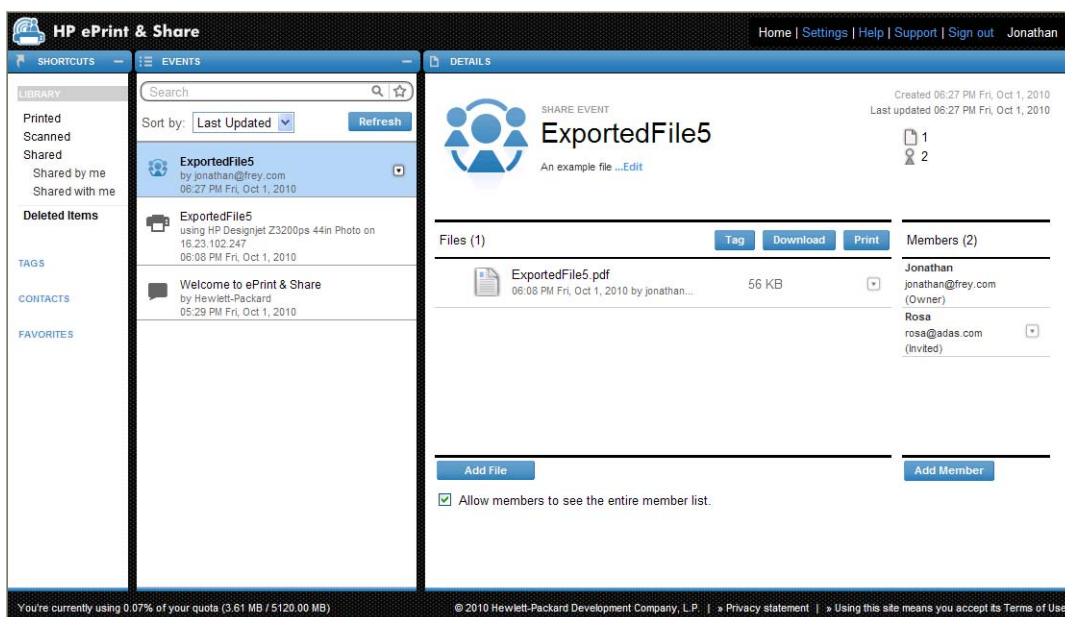 HP ePrint & Share
Home | Settings | Help | Support | Sign out Jonathan
SHORTCUTS
LIBRARY
Printed
Scanned
Shared
Shared by me
Shared with me
Deleted Items
TAGS
CONTACTS
FAVORITES
EVENTS
Search
Sort by: Last Updated Refresh
ExportedFile5
by jonathan@frey.com
06:27 PM Fri, Oct 1, 2010
ExportedFile5
using HP Designjet Z3200ps 44in Photo on
16.23.102.247
06:08 PM Fri, Oct 1, 2010
Welcome to ePrint & Share
by Hewlett-Packard
05:29 PM Fri, Oct 1, 2010
DETAILS
Created 06:27 PM Fri, Oct 1, 2010
Last updated 06:27 PM Fri, Oct 1, 2010
1
2
SHARE EVENT
ExportedFile5
An example file ...Edit
Files (1) Tag Download Print
ExportedFile5.pdf
06:08 PM Fri, Oct 1, 2010 by jonathan...
56 KB
Members (2)
Jonathan
jonathan@frey.com
(Owner)
Rosa
rosa@adas.com
(Invited)
Add File
Add Member
Allow members to see the entire member list.
You're currently using 0.07% of your quota (3.61 MB / 5120.00 MB)
© 2010 Hewlett-Packard Development Company, L.P. | » Privacy statement | » Using this site means you accept its Terms of Use